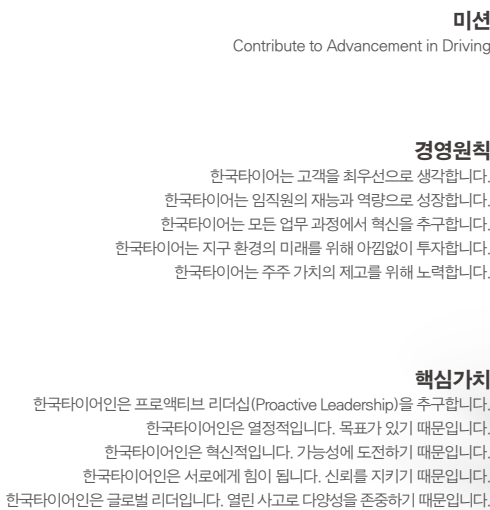 미션
Contribute to Advancement in Driving
경영원칙
한국타이어는 고객을 최우선으로 생각합니다.
한국타이어는 임직원의 재능과 역량으로 성장합니다.
한국타이어는 모든 업무 과정에서 혁신을 추구합니다.
한국타이어는 지구 환경의 미래를 위해 아낌없이 투자합니다.
한국타이어는 주주 가치의 제고를 위해 노력합니다.
핵심가치
한국타이어인은 프로액티브 리더십(Proactive Leadership)을 추구합니다.
한국타이어인은 열정적입니다. 목표가 있기 때문입니다.
한국타이어인은 혁신적입니다. 가능성에 도전하기 때문입니다.
한국타이어인은 서로에게 힘이 됩니다. 신뢰를 지키기 때문입니다.
한국타이어인은 글로벌 리더입니다. 열린 사고로 다양성을 존중하기 때문입니다.